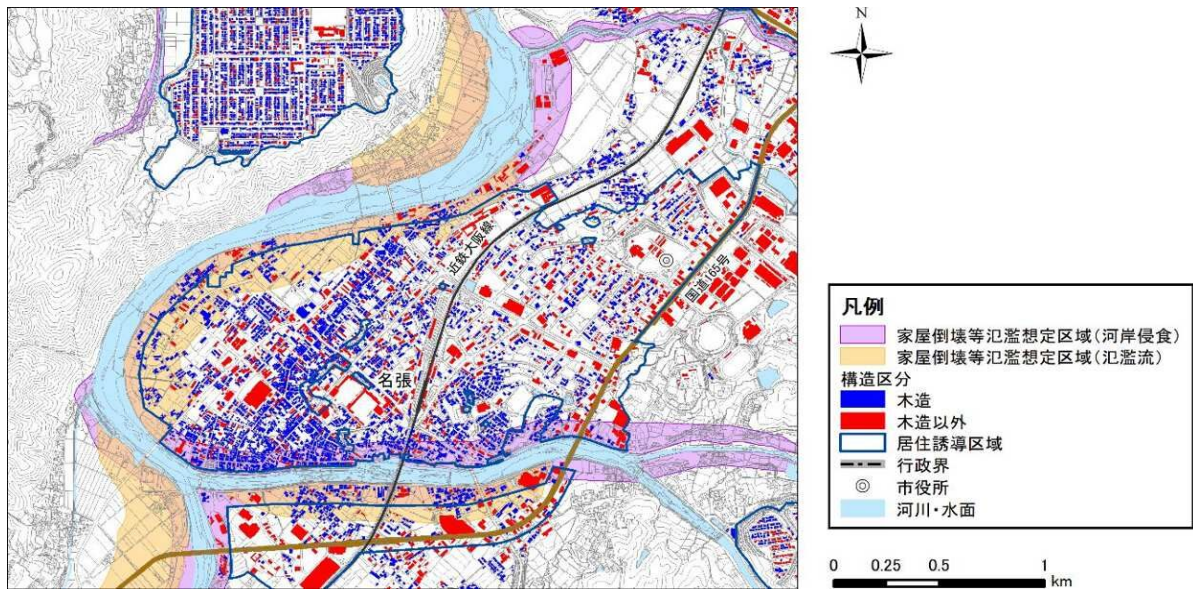 近鉄大阪線
国道165号
名張
N
凡例
家屋倒壊等氾濫想定区域(河岸侵食)
家屋倒壊等氾濫想定区域(氾濫流)
構造区分
木造
木造以外
居住誘導区域
行政界
市役所
河川・水面
0 0.25 0.5 1
km